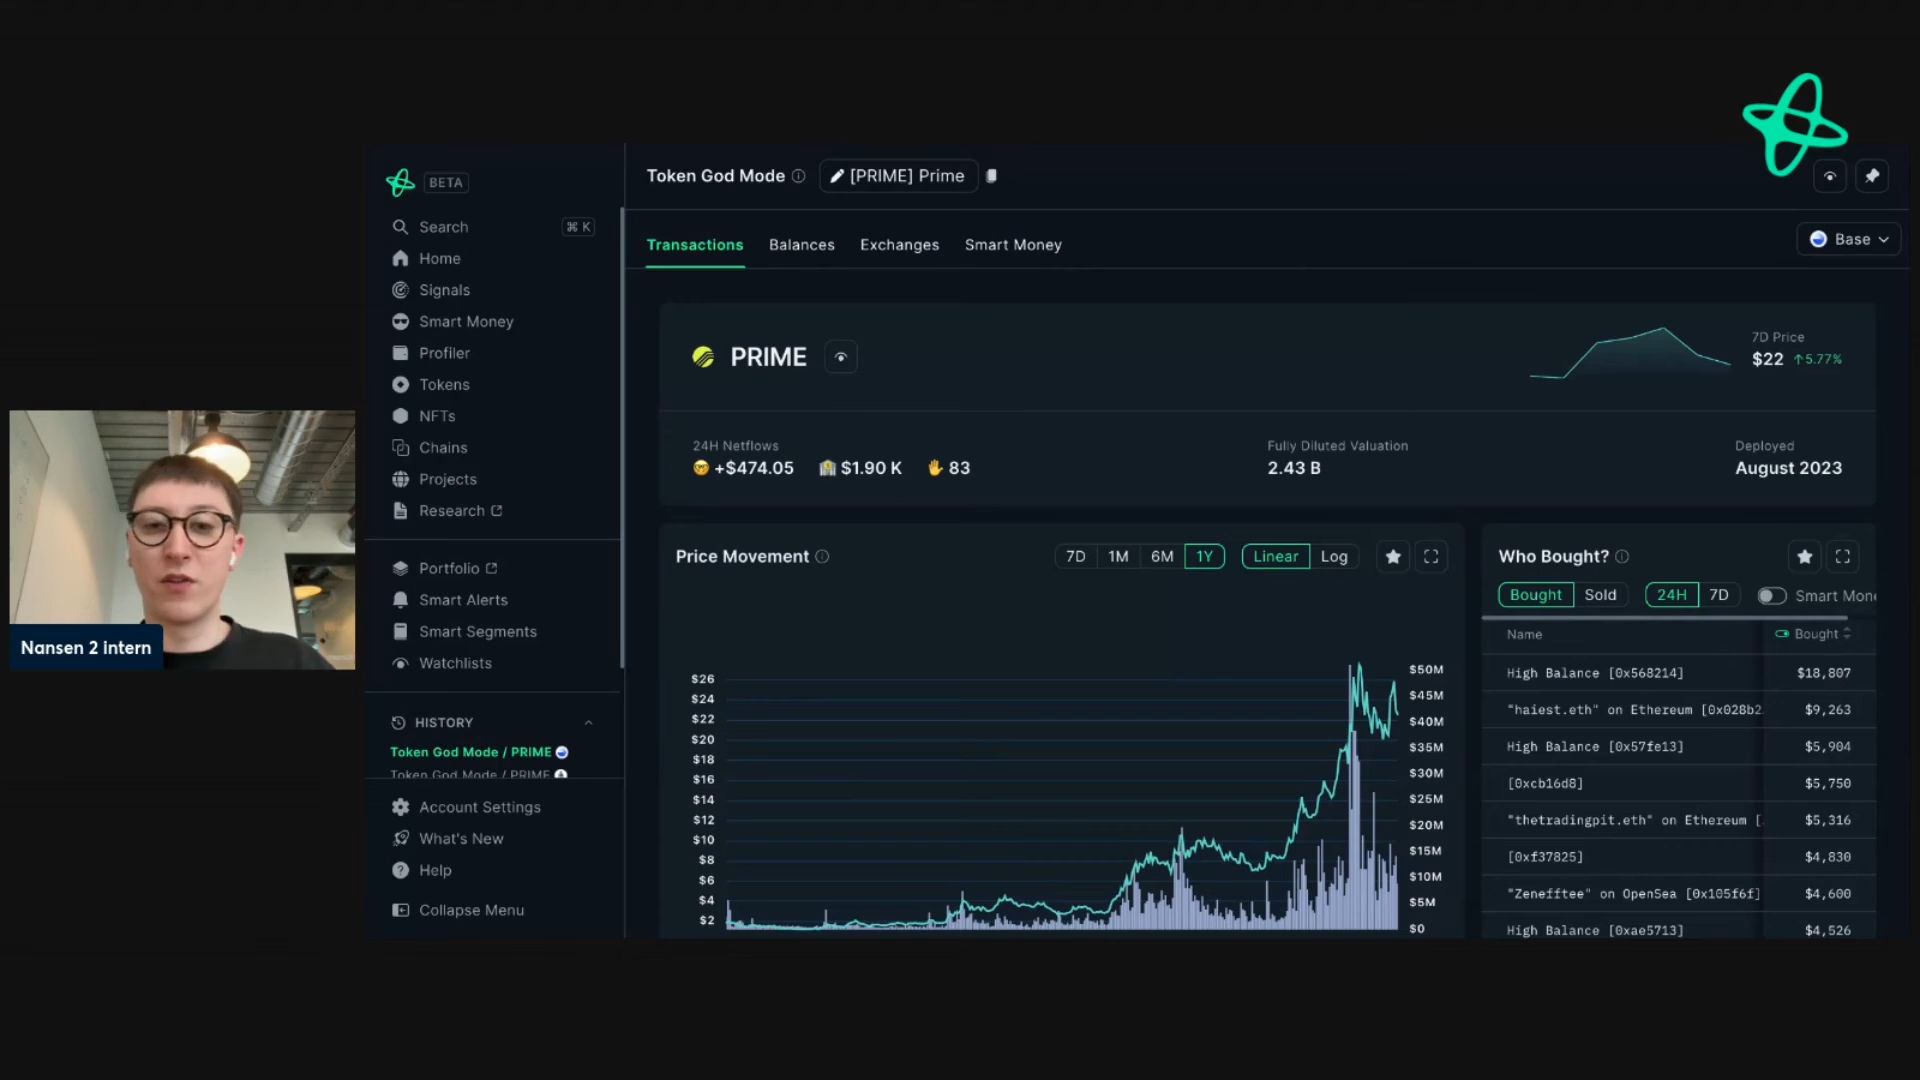 BETA
Search
⌘ K
Home
Signals
Smart Money
Profiler
Tokens
NFTs
Chains
Projects
Research
Portfolio
Smart Alerts
Smart Segments
Watchlists
HISTORY
Token God Mode / PRIME
Token God Mode / PRIME
Account Settings
What's New
Help
Collapse Menu
Nansen 2 intern
Token God Mode
[PRIME] Prime
Transactions Balances Exchanges Smart Money
Base
PRIME
7D Price
$22 ↑5.77%
24H Netflows
+$474.05 $1.90 K 83
Fully Diluted Valuation
2.43 B
Deployed
August 2023
Price Movement
7D 1M 6M 1Y
Linear Log
$26
$24
$22
$20
$18
$16
$14
$12
$10
$8
$6
$4
$2
$50M
$45M
$40M
$35M
$30M
$25M
$20M
$15M
$10M
$5M
$0
Who Bought?
Bought Sold 24H 7D Smart Mone
Name Bought
High Balance [0x568214] $18,807
"haiest.eth" on Ethereum [0x028b2 $9,263
High Balance [0x57fe13] $5,904
[0xcb16d8] $5,750
"thetradingpit.eth" on Ethereum [ $5,316
[0xf37825] $4,830
"Zenefftee" on OpenSea [0x105f6f] $4,600
High Balance [0xae5713] $4,526